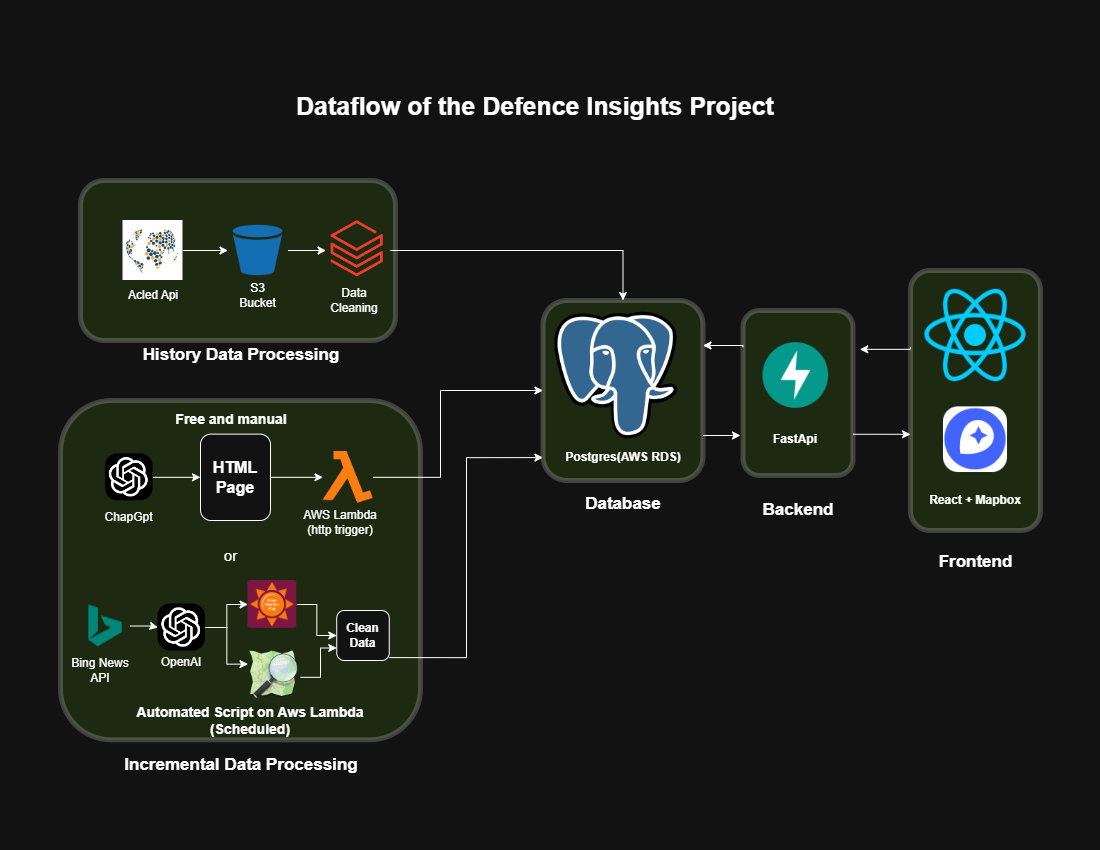 Dataflow of the Defence Insights Project
Acled Api
S3
Bucket
Data
Cleaning
History Data Processing
Free and manual
HTML
Page
ChapGpt
AWS Lambda
(http trigger)
or
Bing News
API
OpenAI
Clean
Data
Automated Script on Aws Lambda
(Scheduled)
Incremental Data Processing
Postgres(AWS RDS)
Database
FastApi
Backend
React + Mapbox
Frontend